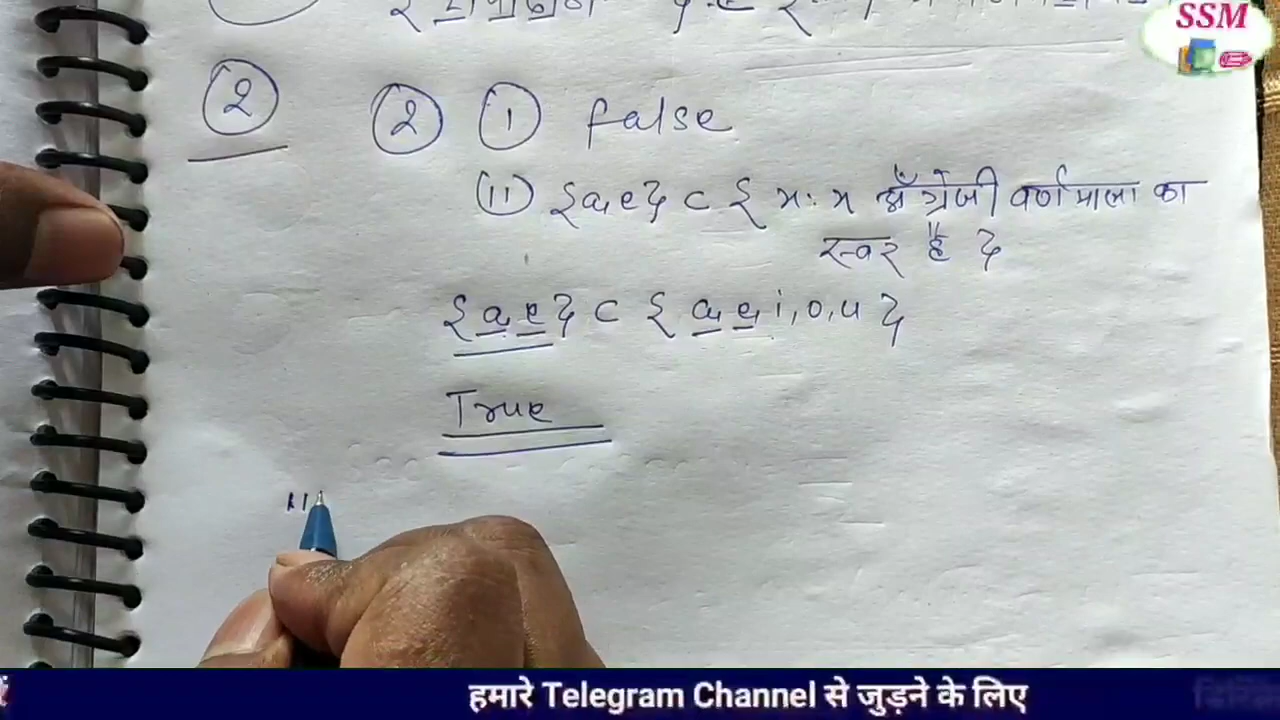 SSM
② ② ① false
(ii) {a, e} ⊂ { x : x अँग्रेजी वर्णमाला का
स्वर है }
{a, e} ⊂ { a, e, i, o, u }
True
हमारे Telegram Channel से जुड़ने के लिए